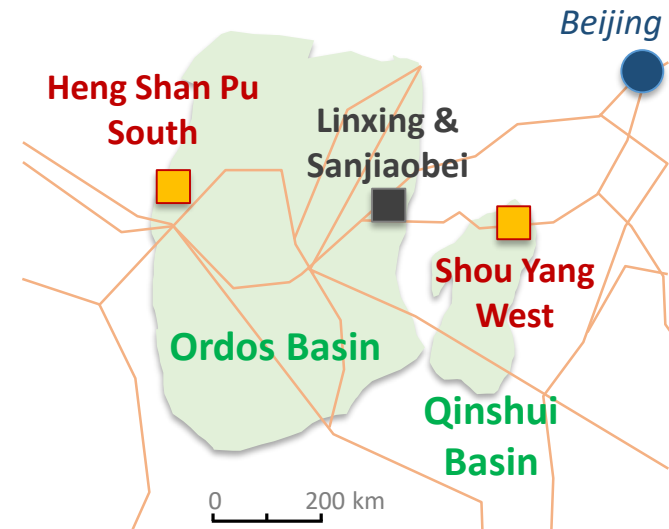 Beijing
Heng Shan Pu
South
Linxing &
Sanjiaobei
Shou Yang
West
Ordos Basin
Qinshui
Basin
0 200 km